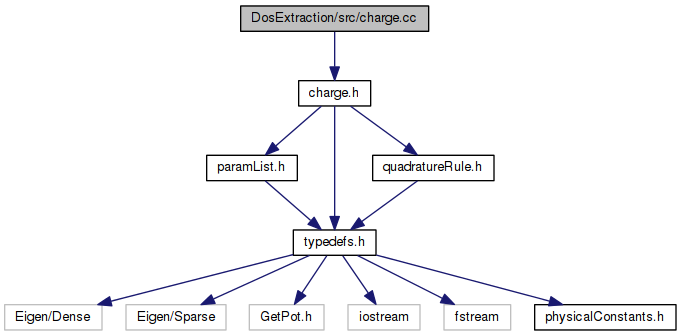 DosExtraction/src/charge.cc
charge.h
paramList.h
quadratureRule.h
typedefs.h
Eigen/Dense
Eigen/Sparse
GetPot.h
iostream
fstream
physicalConstants.h